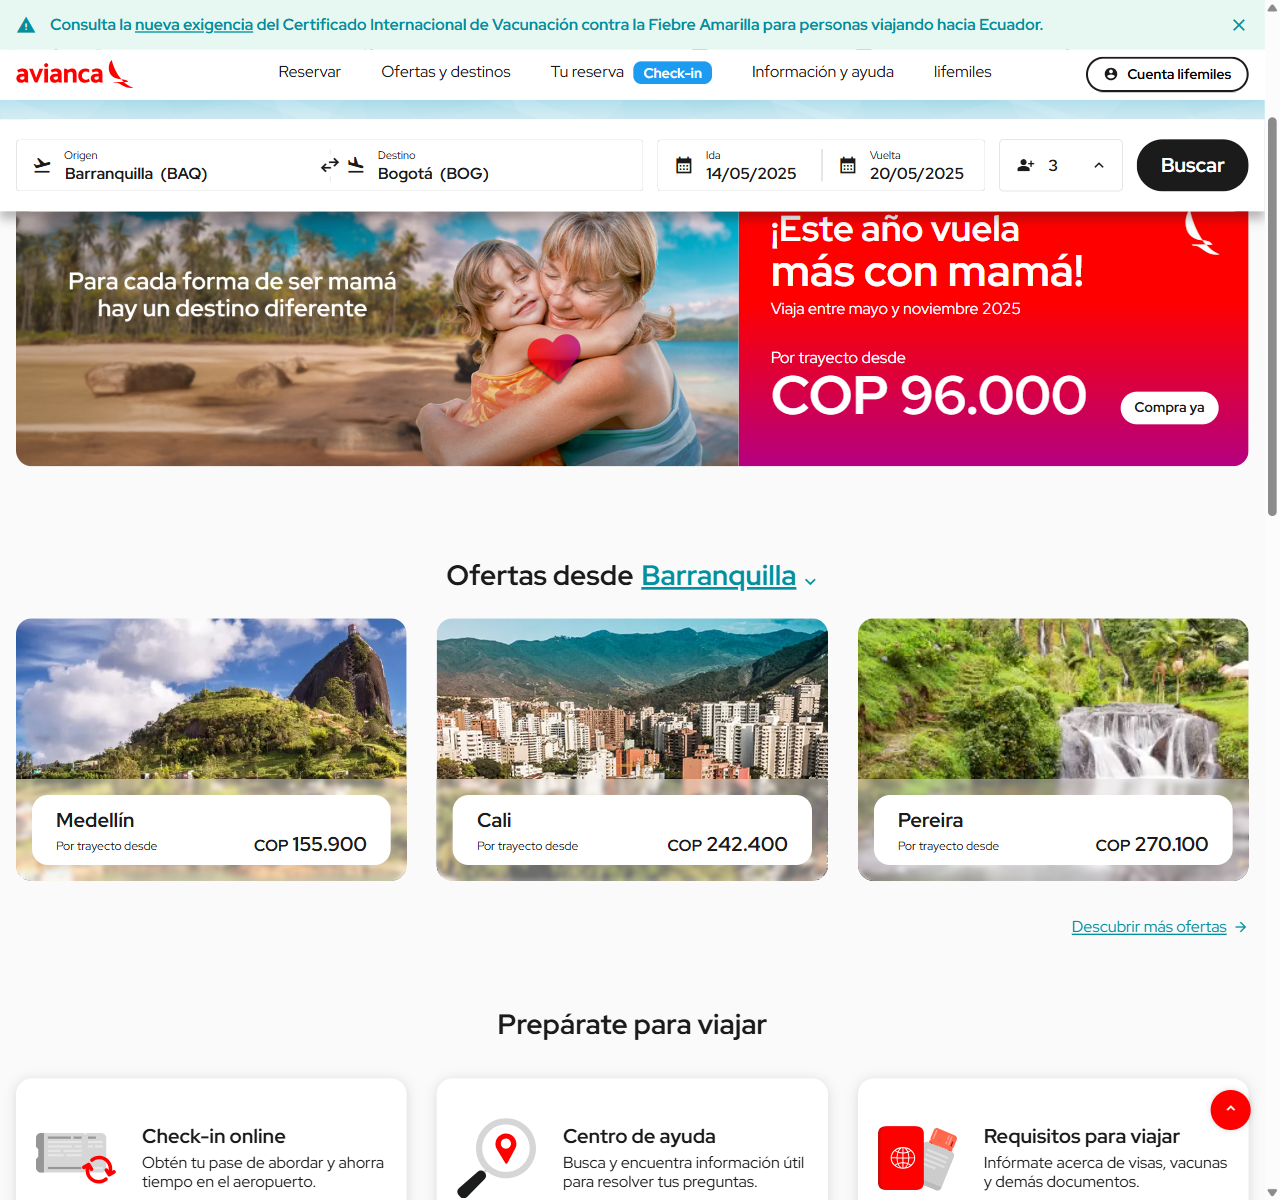 Consulta la nueva exigencia del Certificado Internacional de Vacunación contra la Fiebre Amarilla para personas viajando hacia Ecuador.
avianca
Reservar
Ofertas y destinos
Tu reserva
Check-in
Información y ayuda
lifemiles
Cuenta lifemiles
Origen
Barranquilla (BAQ)
Destino
Bogotá (BOG)
Ida
14/05/2025
Vuelta
20/05/2025
3
Buscar
Para cada forma de ser mamá
hay un destino diferente
¡Este año vuela
más con mamá!
Viaja entre mayo y noviembre 2025
Por trayecto desde
COP 96.000
Compra ya
Ofertas desde Barranquilla
Medellín
Por trayecto desde
COP 155.900
Cali
Por trayecto desde
COP 242.400
Pereira
Por trayecto desde
COP 270.100
Descubrir más ofertas
Prepárate para viajar
Check-in online
Obtén tu pase de abordar y ahorra
tiempo en el aeropuerto.
Centro de ayuda
Busca y encuentra información útil
para resolver tus preguntas.
Requisitos para viajar
Infórmate acerca de visas, vacunas
y demás documentos.